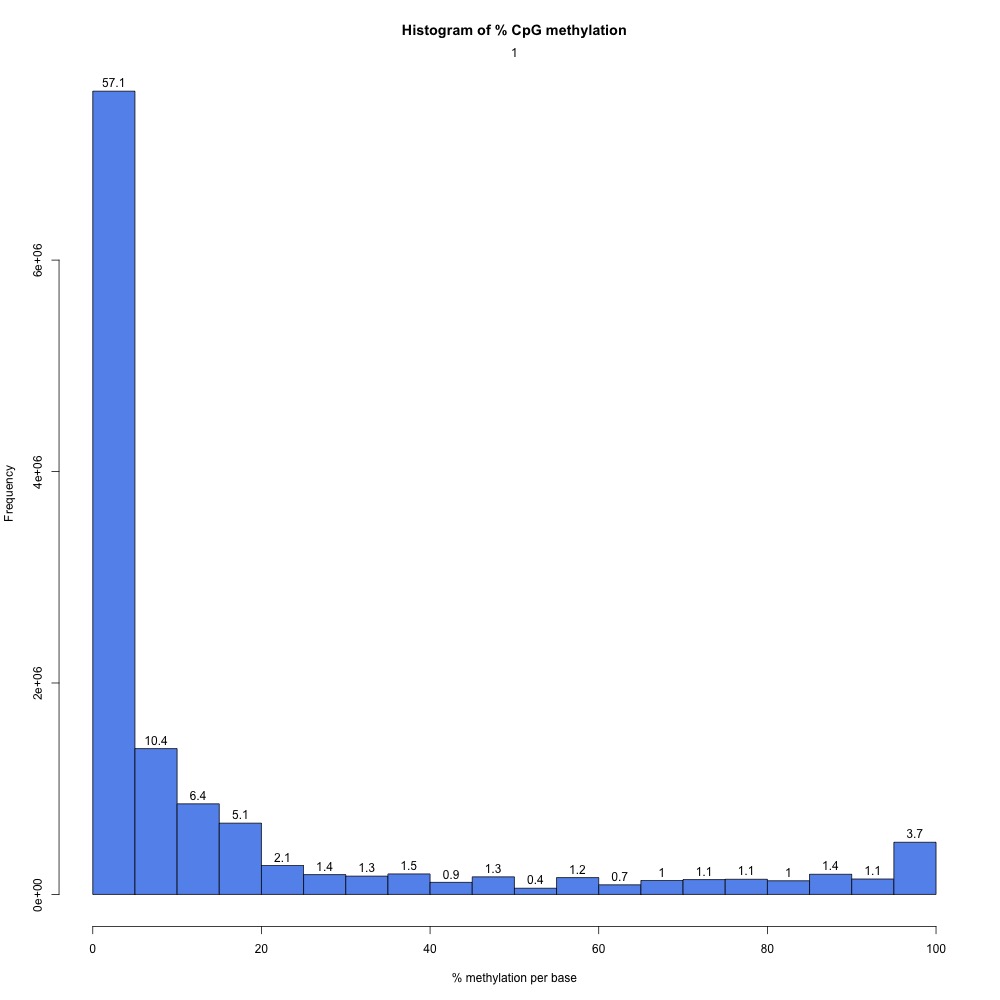 Histogram of % CpG methylation
1
57.1
10.4
6.4
5.1
2.1
1.4
1.3
1.5
0.9
1.3
0.4
1.2
0.7
1
1.1
1.1
1
1.4
1.1
3.7
Frequency
6e+06
4e+06
2e+06
0e+00
0 20 40 60 80 100
% methylation per base